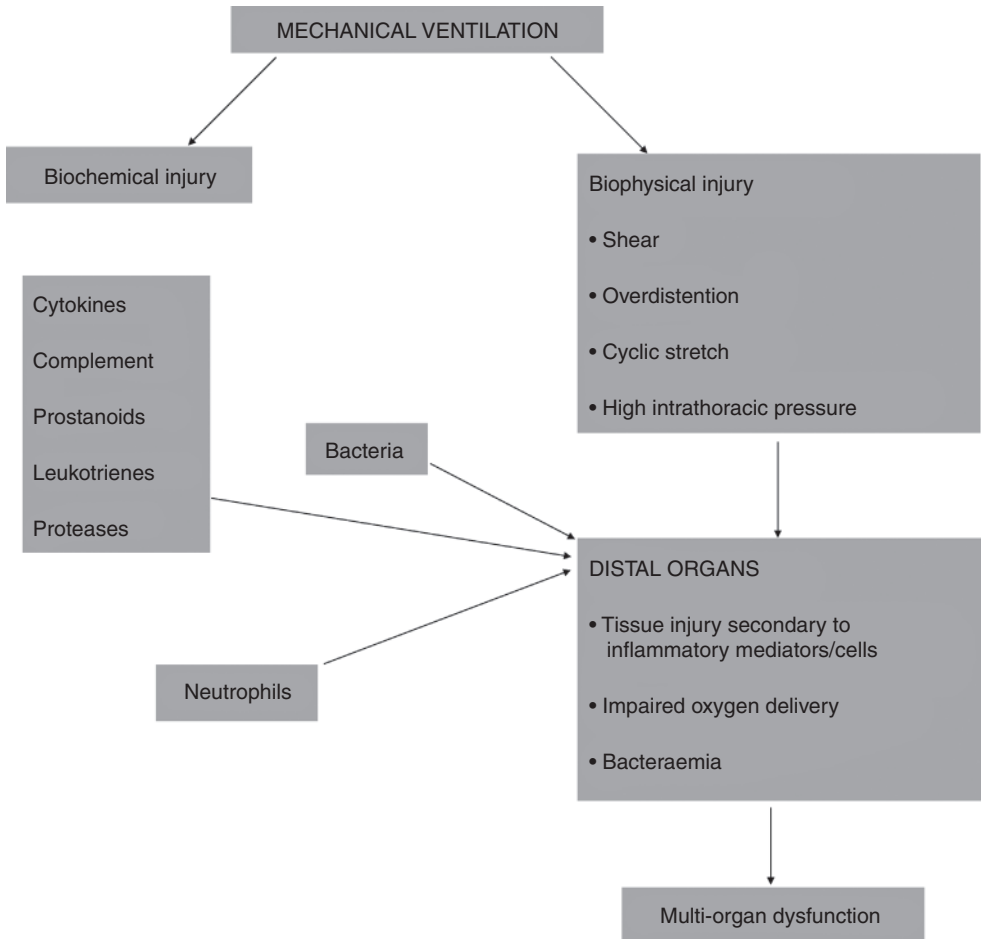 MECHANICAL VENTILATION
Biochemical injury
Biophysical injury
• Shear
• Overdistention
• Cyclic stretch
• High intrathoracic pressure
Cytokines
Complement
Prostanoids
Leukotrienes
Proteases
Bacteria
Neutrophils
DISTAL ORGANS
• Tissue injury secondary to
inflammatory mediators/cells
• Impaired oxygen delivery
• Bacteraemia
Multi-organ dysfunction